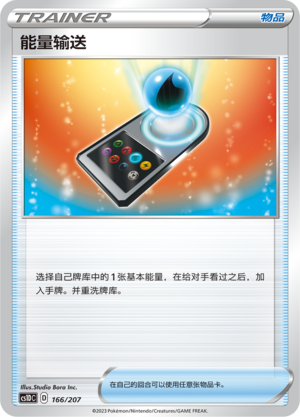 TRAINER
物品
能量输送
选择自己牌库中的1张基本能量，在给对手看过之后，加
入手牌。并重洗牌库。
Illus.Studio Bora Inc.
CS1DC D 166/207
在自己的回合可以使用任意张物品卡。
©2023 Pokémon/Nintendo/Creatures/GAME FREAK.